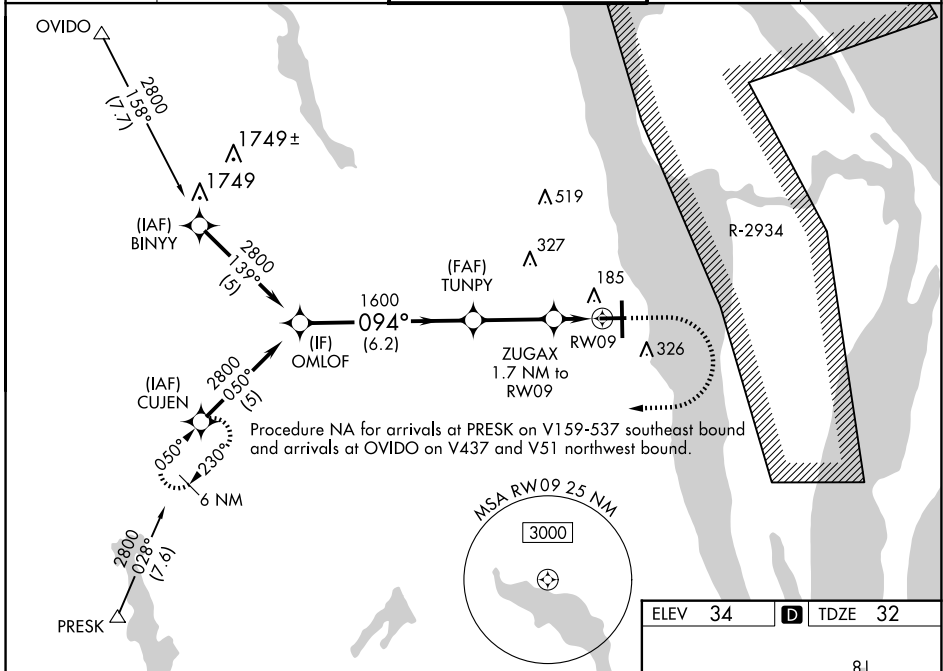 OVIDO
2800
158°
(7.7)
1749±
1749
(IAF)
BINYY
2800
139°
(5)
519
327
R-2934
(FAF)
TUNPY
185
1600
094°
(6.2)
(IF)
OMLOF
RW09
ZUGAX
1.7 NM to
RW09
326
(IAF)
CUJEN
2800
050°
(5)
Procedure NA for arrivals at PRESK on V159-537 southeast bound
and arrivals at OVIDO on V437 and V51 northwest bound.
050°
230°
6 NM
MSA RW09 25 NM
3000
2800
028°
(7.6)
PRESK
ELEV 34 D TDZE 32